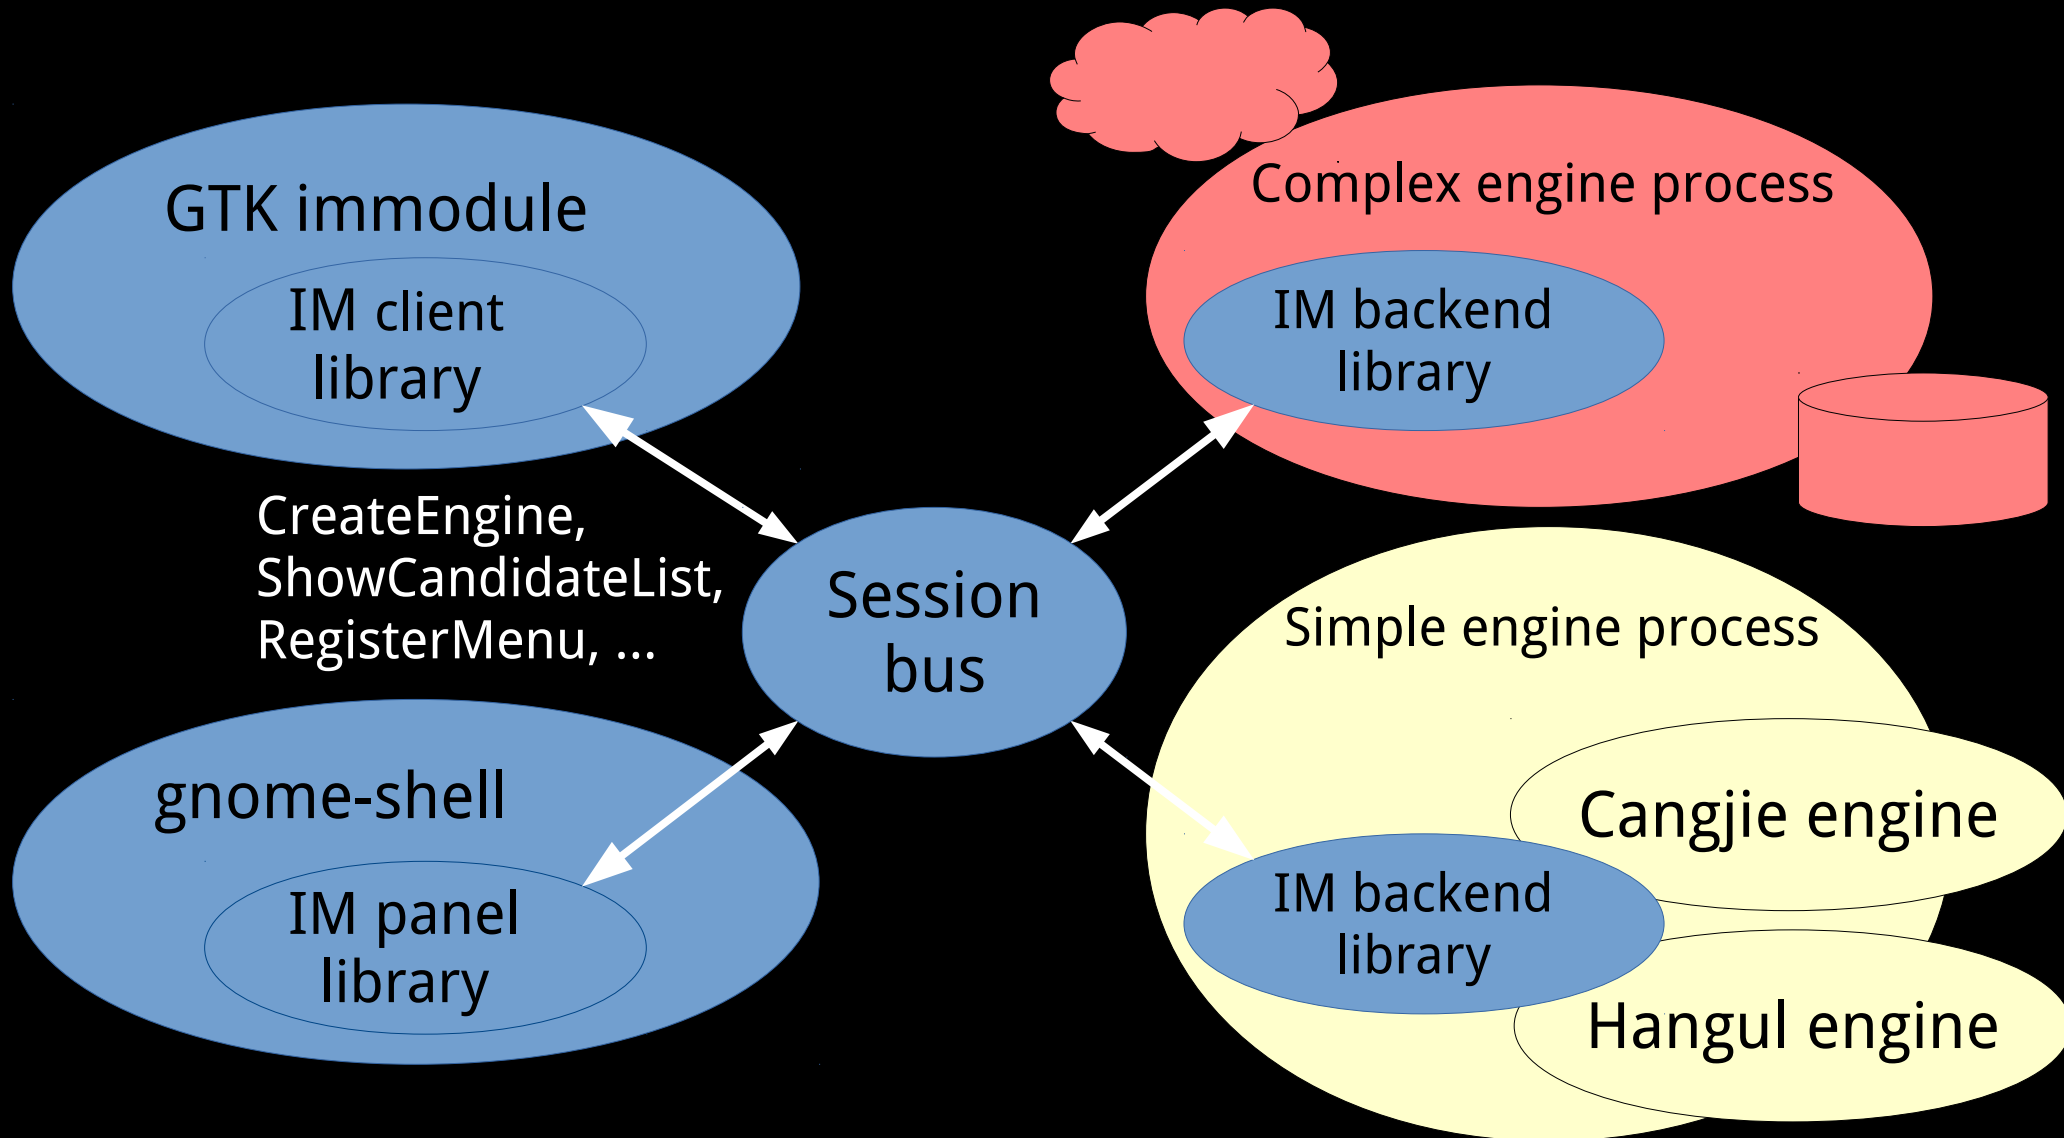 GTK immodule
IM client
library
CreateEngine,
ShowCandidateList,
RegisterMenu, ...
gnome-shell
IM panel
library
Session
bus
Complex engine process
IM backend
library
Simple engine process
Cangjie engine
IM backend
library
Hangul engine